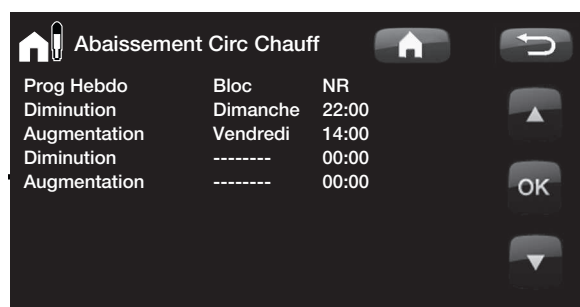 Abaissement Circ Chauff
Prog Hebdo Bloc NR
Diminution Dimanche 22:00
Augmentation Vendredi 14:00
Diminution -------- 00:00
Augmentation -------- 00:00
OK